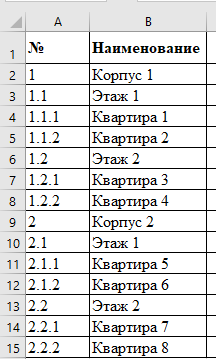 A B
1 № Наименование
2 1 Корпус 1
3 1.1 Этаж 1
4 1.1.1 Квартира 1
5 1.1.2 Квартира 2
6 1.2 Этаж 2
7 1.2.1 Квартира 3
8 1.2.2 Квартира 4
9 2 Корпус 2
10 2.1 Этаж 1
11 2.1.1 Квартира 5
12 2.1.2 Квартира 6
13 2.2 Этаж 2
14 2.2.1 Квартира 7
15 2.2.2 Квартира 8